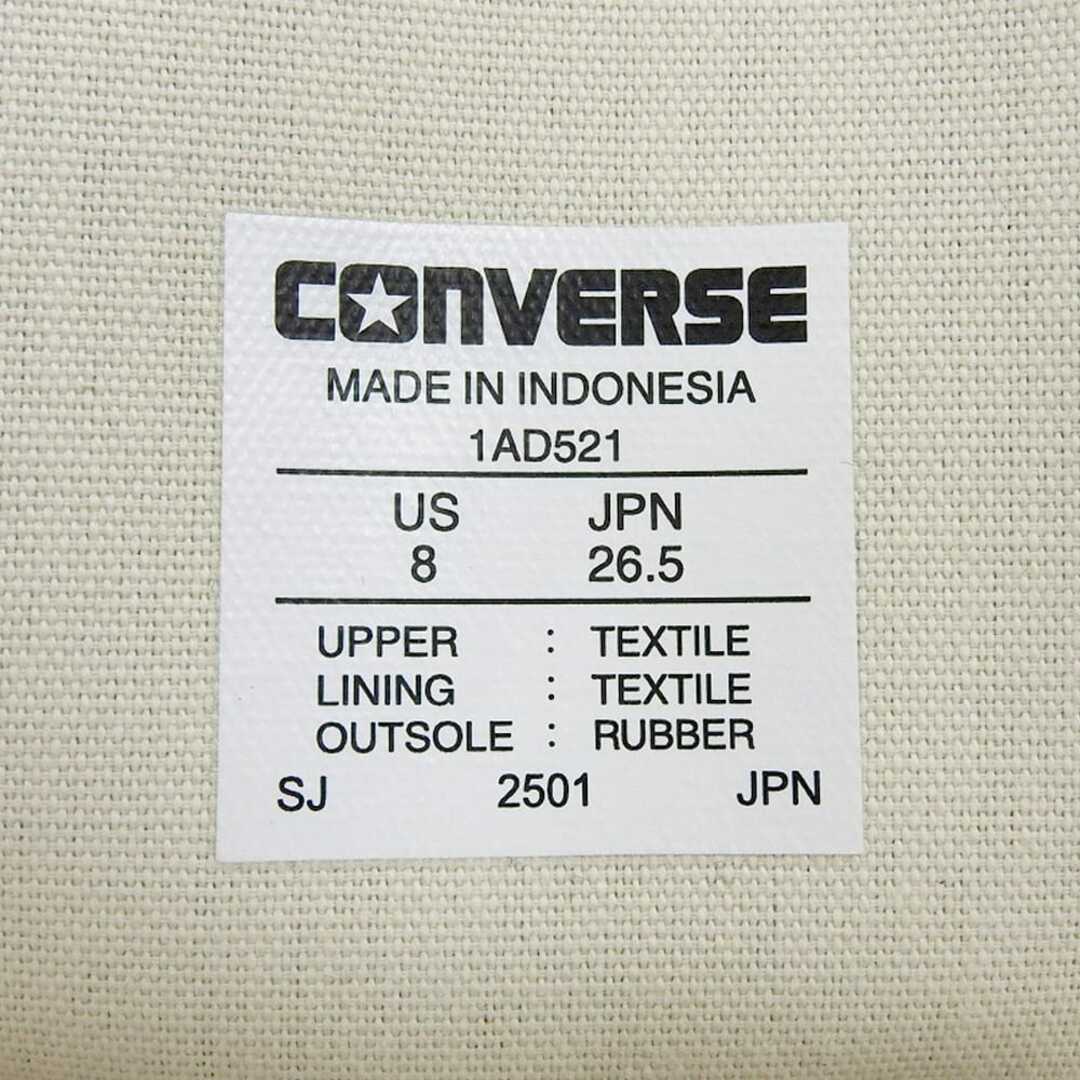 CONVERSE
MADE IN INDONESIA
1AD521
US JPN
8 26.5
UPPER : TEXTILE
LINING : TEXTILE
OUTSOLE : RUBBER
SJ 2501 JPN